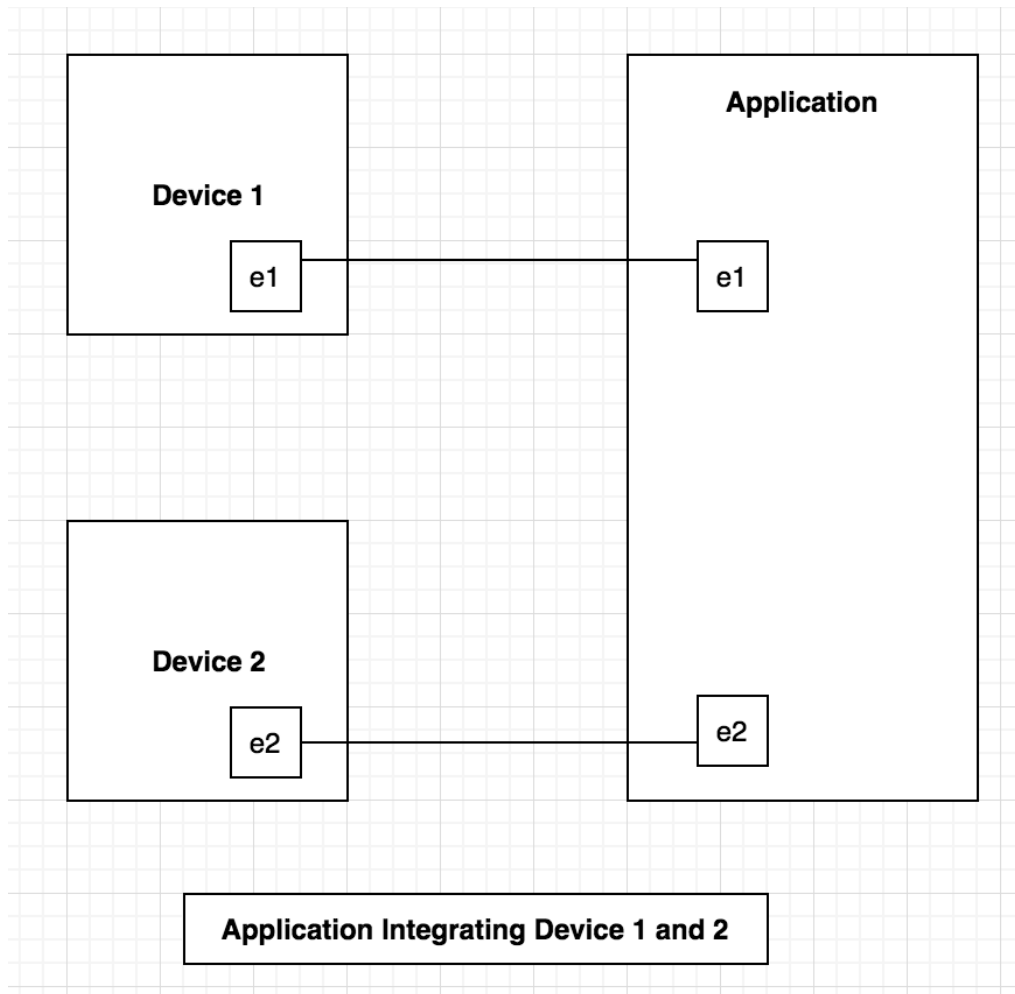 Application
Device 1
e1
e1
Device 2
e2
e2
Application Integrating Device 1 and 2